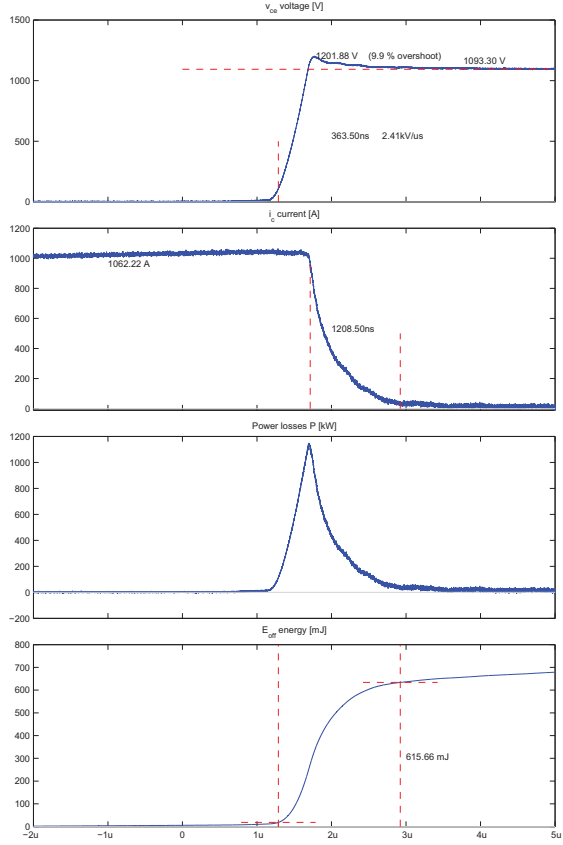 v_ce voltage [V]
1500
1201.88 V (9.9 % overshoot)
1093.30 V
1000
363.50ns 2.41kV/us
500
0
i_c current [A]
1200
1062.22 A
1000
800
1208.50ns
600
400
200
0
Power losses P [kW]
1200
1000
800
600
400
200
0
−200
E_off energy [mJ]
800
700
600
615.66 mJ
500
400
300
200
100
0
−2u −1u 0 1u 2u 3u 4u 5u